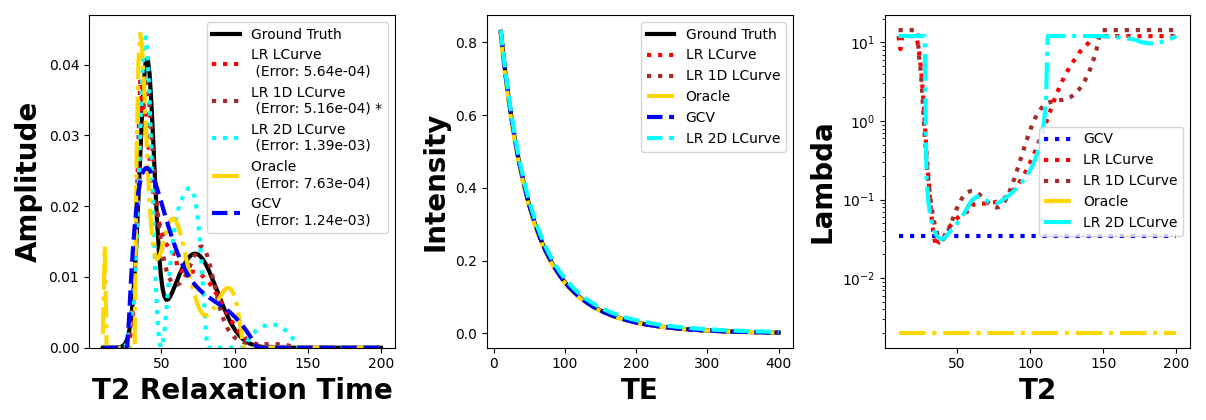 Amplitude
0.04
0.03
0.02
0.01
0.00
50
100
150
200
T2 Relaxation Time
Ground Truth
LR LCurve
(Error: 5.64e-04)
LR 1D LCurve
(Error: 5.16e-04) *
LR 2D LCurve
(Error: 1.39e-03)
Oracle
(Error: 7.63e-04)
GCV
(Error: 1.24e-03)
Intensity
0.8
0.6
0.4
0.2
0.0
0
100
200
300
400
TE
Ground Truth
LR LCurve
LR 1D LCurve
Oracle
GCV
LR 2D LCurve
Lambda
10¹
10⁰
10⁻¹
10⁻²
50
100
150
200
T2
GCV
LR LCurve
LR 1D LCurve
Oracle
LR 2D LCurve